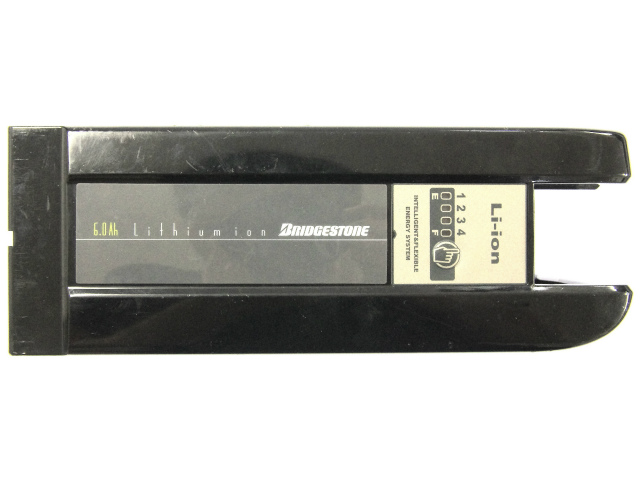 6.0Ah Lithium ion BRIDGESTONE
INTELLIGENT&FLEXIBLE
ENERGY SYSTEM
E F
1 2 3 4
Li-ion